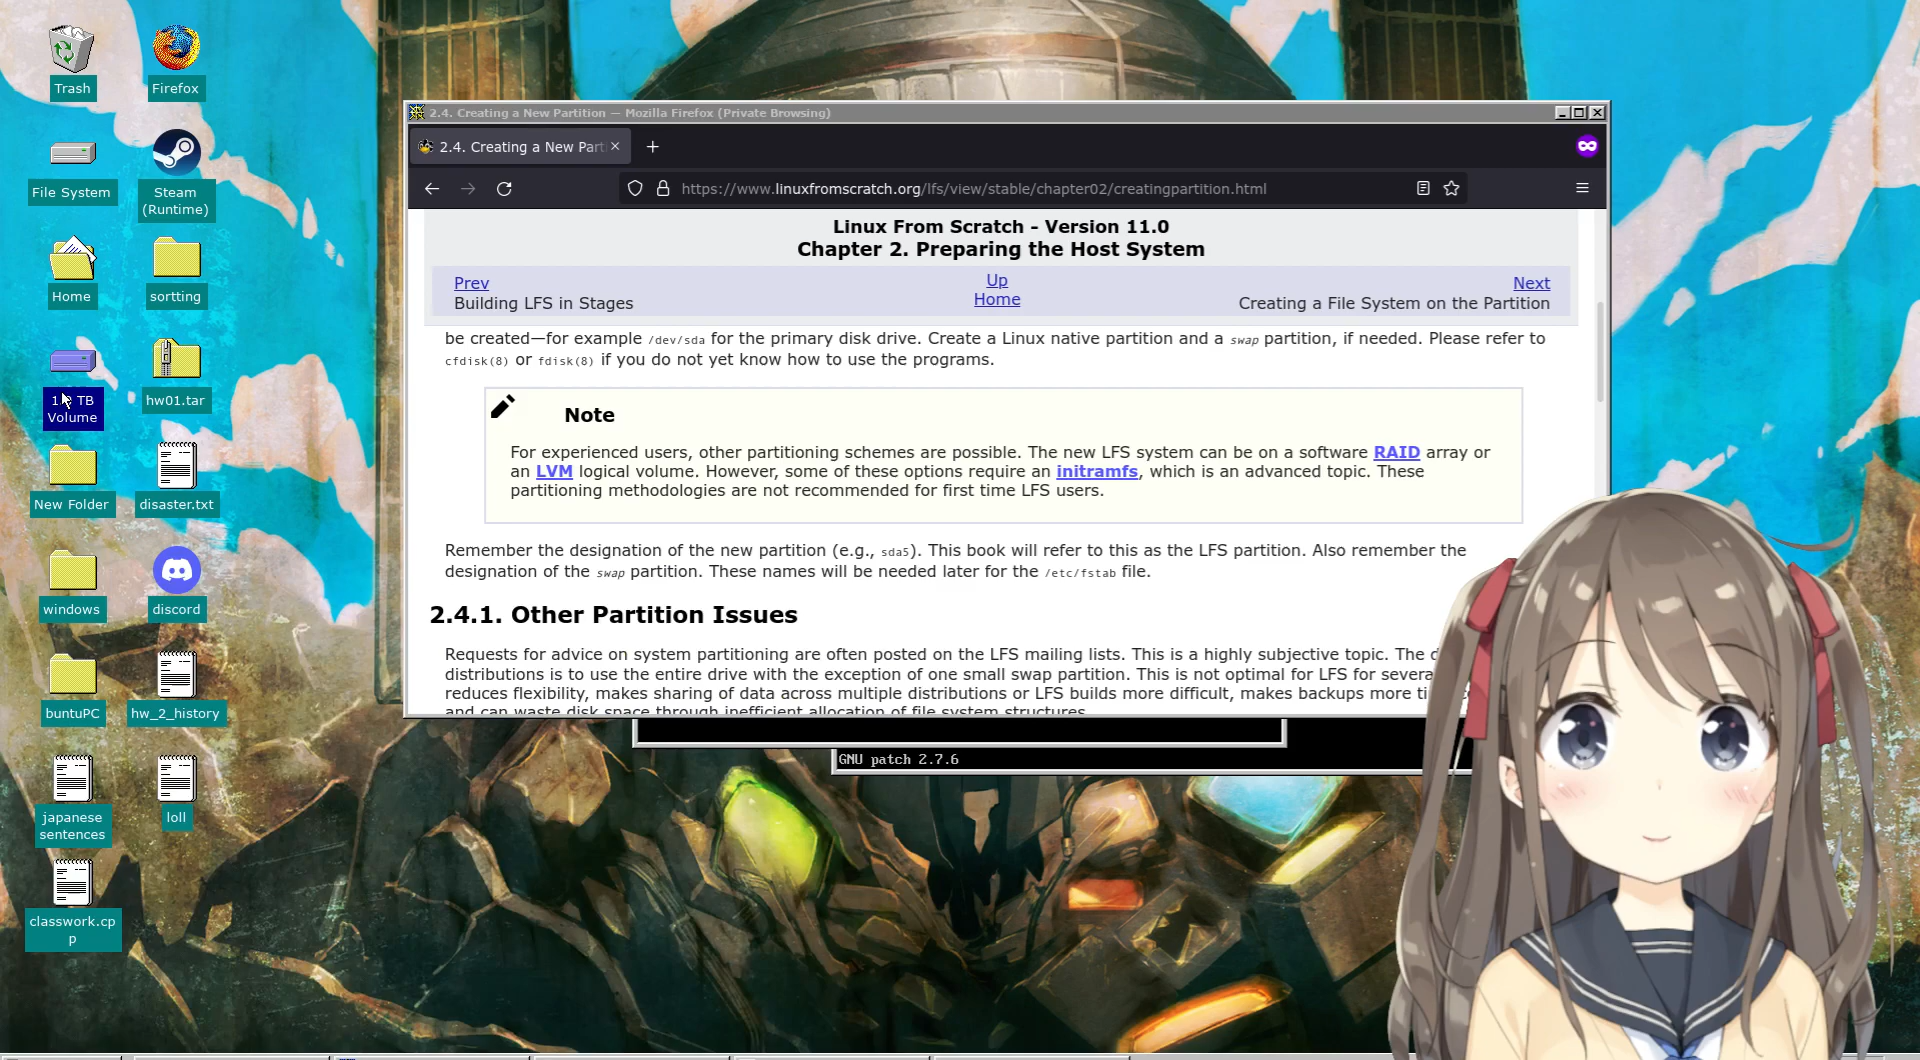 Trash
Firefox
File System
Steam
(Runtime)
Home
sortting
TB
Volume
hw01.tar
New Folder
disaster.txt
windows
discord
buntuPC
hw_2_history
japanese
sentences
loll
classwork.cp
p
2.4. Creating a New Partition — Mozilla Firefox (Private Browsing)
2.4. Creating a New Part
https://www.linuxfromscratch.org/lfs/view/stable/chapter02/creatingpartition.html
Linux From Scratch - Version 11.0
Chapter 2. Preparing the Host System
Prev
Up
Next
Building LFS in Stages
Home
Creating a File System on the Partition
be created—for example /dev/sda for the primary disk drive. Create a Linux native partition and a swap partition, if needed. Please refer to
cfdisk(8) or fdisk(8) if you do not yet know how to use the programs.
Note
For experienced users, other partitioning schemes are possible. The new LFS system can be on a software RAID array or
an LVM logical volume. However, some of these options require an initramfs, which is an advanced topic. These
partitioning methodologies are not recommended for first time LFS users.
Remember the designation of the new partition (e.g., sda5). This book will refer to this as the LFS partition. Also remember the
designation of the swap partition. These names will be needed later for the /etc/fstab file.
2.4.1. Other Partition Issues
Requests for advice on system partitioning are often posted on the LFS mailing lists. This is a highly subjective topic. The
distributions is to use the entire drive with the exception of one small swap partition. This is not optimal for LFS for
reduces flexibility, makes sharing of data across multiple distributions or LFS builds more difficult, makes backups more
and can waste disk space through inefficient allocation of file system structures.
GNU patch 2.7.6